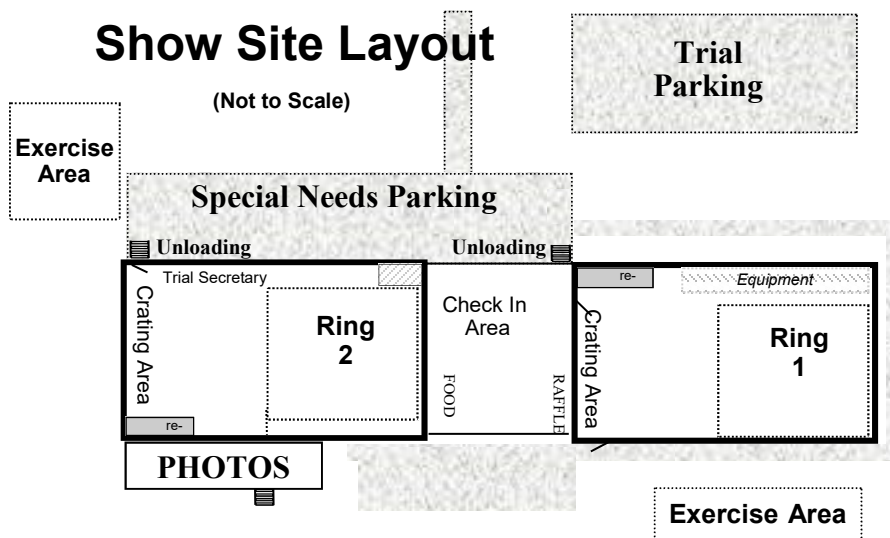 Show Site Layout
(Not to Scale)
Trial
Parking
Exercise
Area
Special Needs Parking
Unloading
Unloading
Trial Secretary
Crating Area
Ring
2
re-
Check In
Area
FOOD
RAFFLE
re-
Equipment
Crating Area
Ring
1
PHOTOS
Exercise Area